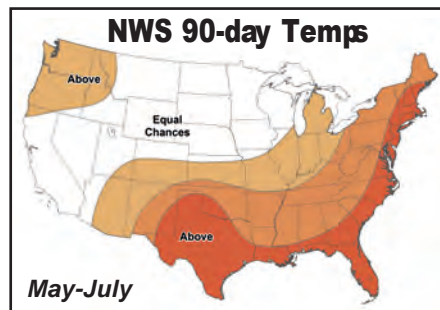 NWS 90-day Temps
Above
Equal
Chances
Above
May-July